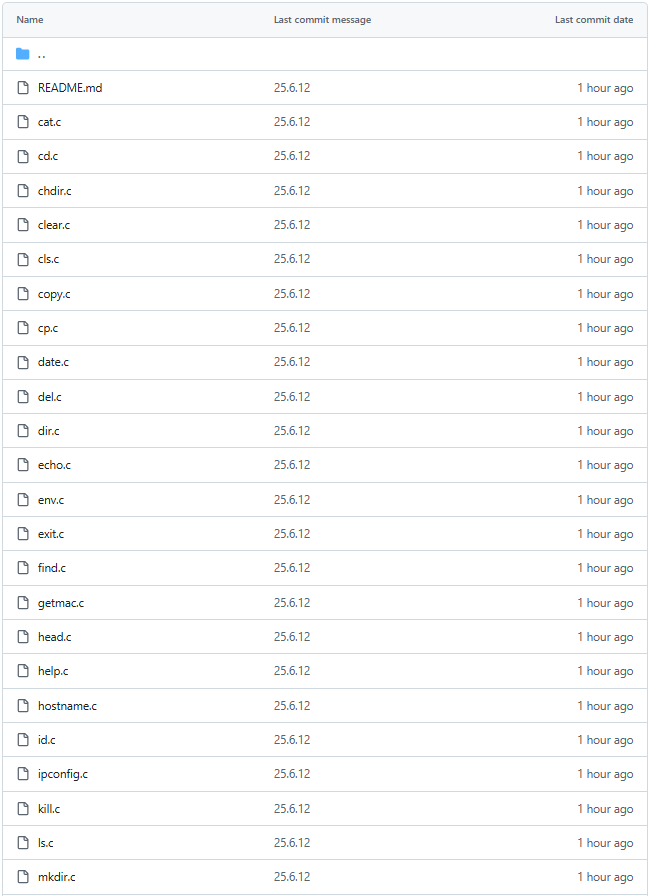 Name Last commit message Last commit date
..
README.md 25.6.12 1 hour ago
cat.c 25.6.12 1 hour ago
cd.c 25.6.12 1 hour ago
chdir.c 25.6.12 1 hour ago
clear.c 25.6.12 1 hour ago
cls.c 25.6.12 1 hour ago
copy.c 25.6.12 1 hour ago
cp.c 25.6.12 1 hour ago
date.c 25.6.12 1 hour ago
del.c 25.6.12 1 hour ago
dir.c 25.6.12 1 hour ago
echo.c 25.6.12 1 hour ago
env.c 25.6.12 1 hour ago
exit.c 25.6.12 1 hour ago
find.c 25.6.12 1 hour ago
getmac.c 25.6.12 1 hour ago
head.c 25.6.12 1 hour ago
help.c 25.6.12 1 hour ago
hostname.c 25.6.12 1 hour ago
id.c 25.6.12 1 hour ago
ipconfig.c 25.6.12 1 hour ago
kill.c 25.6.12 1 hour ago
ls.c 25.6.12 1 hour ago
mkdir.c 25.6.12 1 hour ago